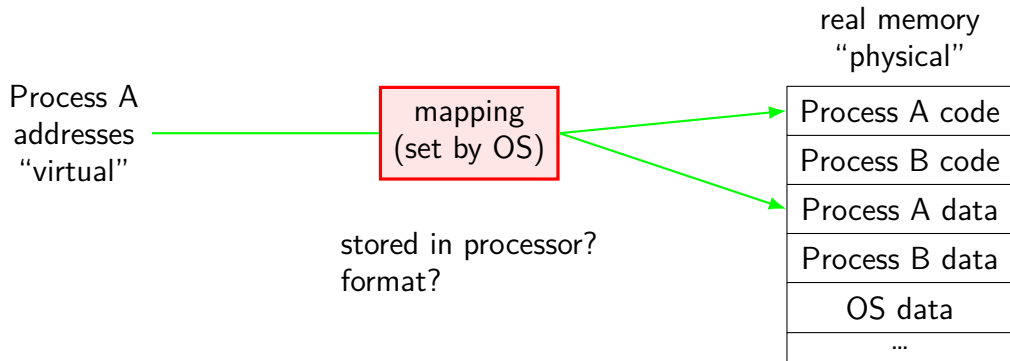 Process A
addresses
“virtual”
mapping
(set by OS)
stored in processor?
format?
real memory
“physical”
Process A code
Process B code
Process A data
Process B data
OS data
...